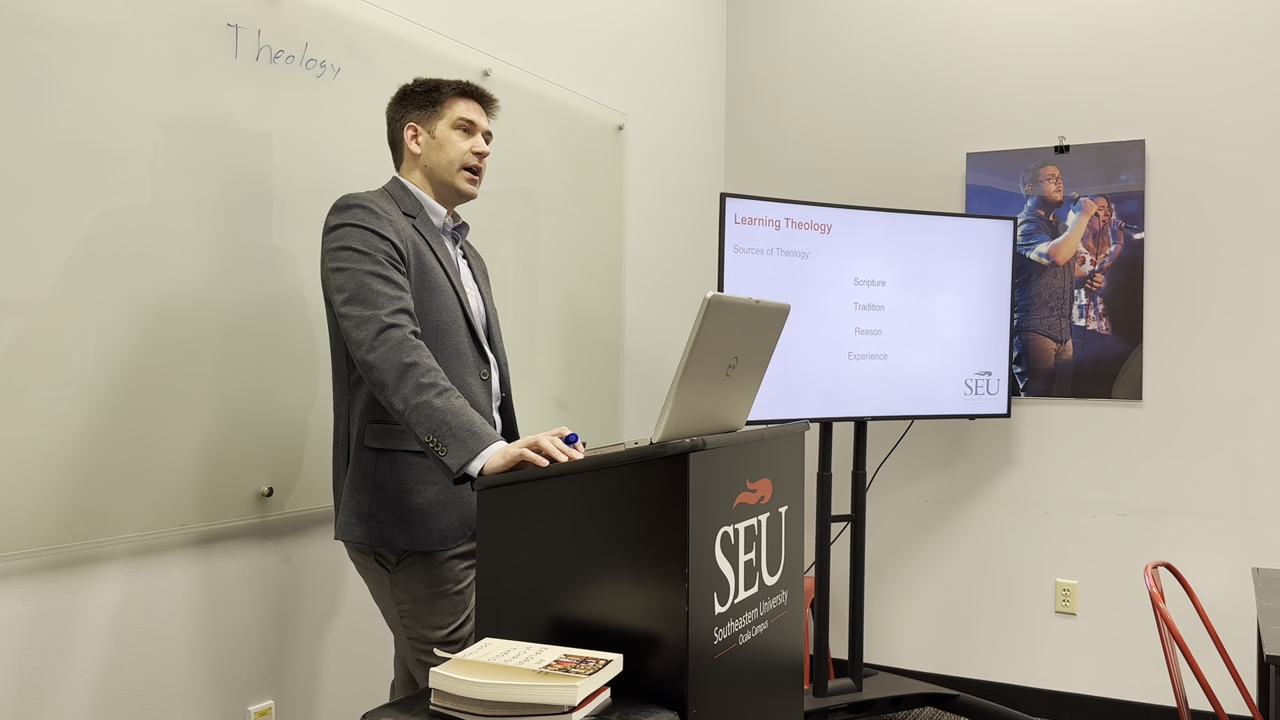 Theology
Learning Theology
Sources of Theology:
Scripture
Tradition
Reason
Experience
SEU
SEU
Southeastern University
Ocala Campus